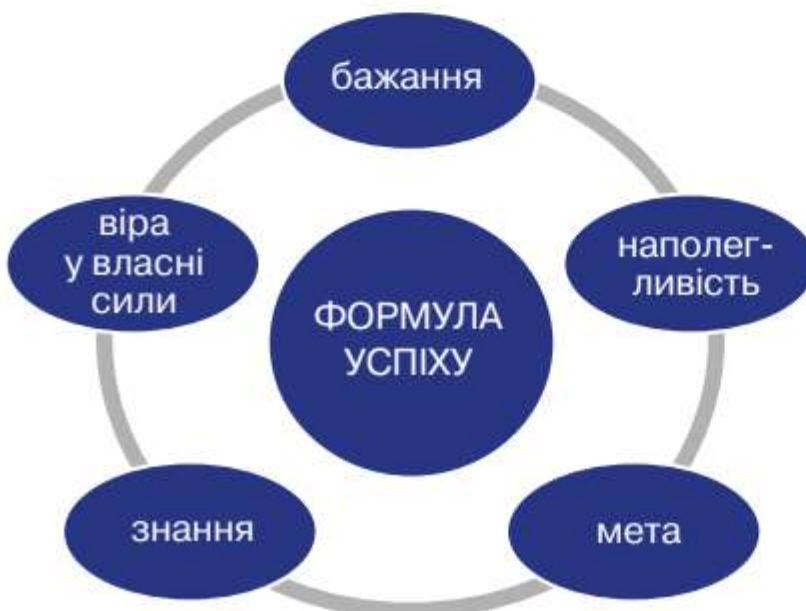 бажання
віра
у власні
сили
наполег-
ливість
ФОРМУЛА
УСПІХУ
знання
мета